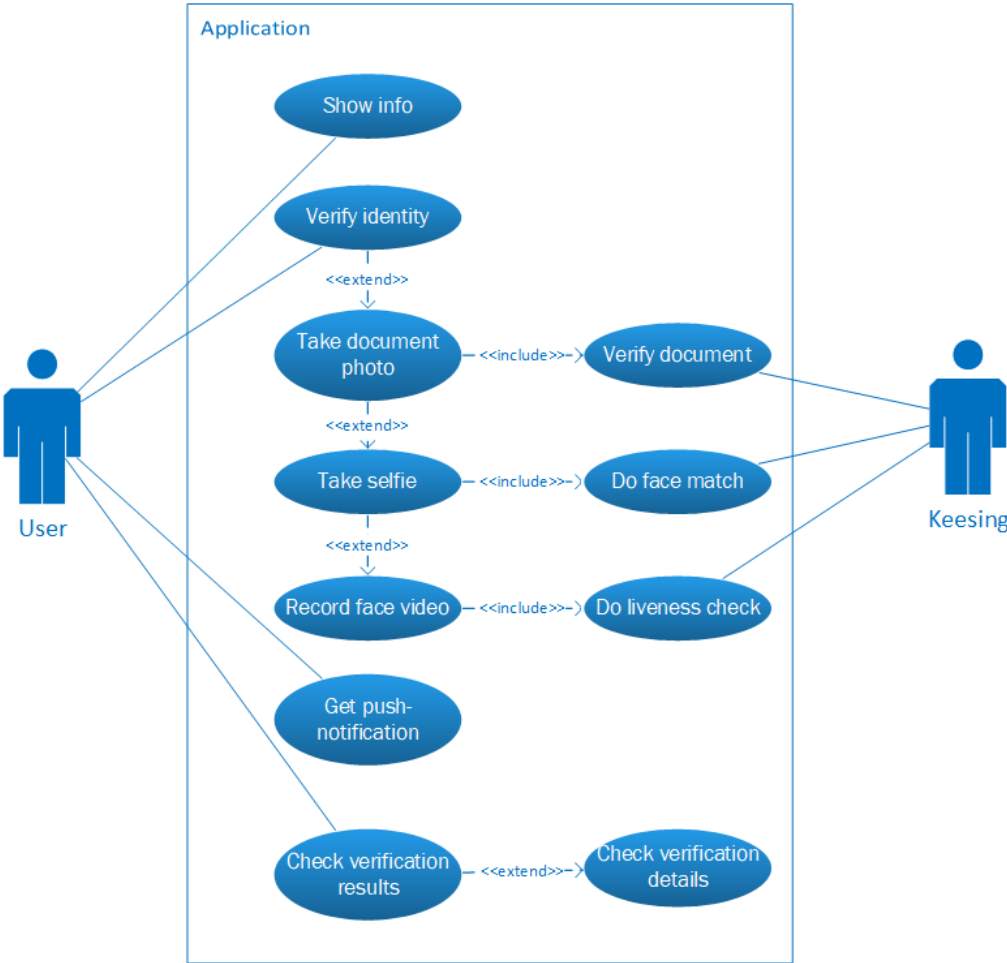 Application
Show info
Verify identity
<<extend>>
Take document
photo
<<include>>
Verify document
<<extend>>
Take selfie
<<include>>
Do face match
User
Keesing
<<extend>>
Record face video
<<include>>
Do liveness check
Get push-
notification
Check verification
results
<<extend>>
Check verification
details